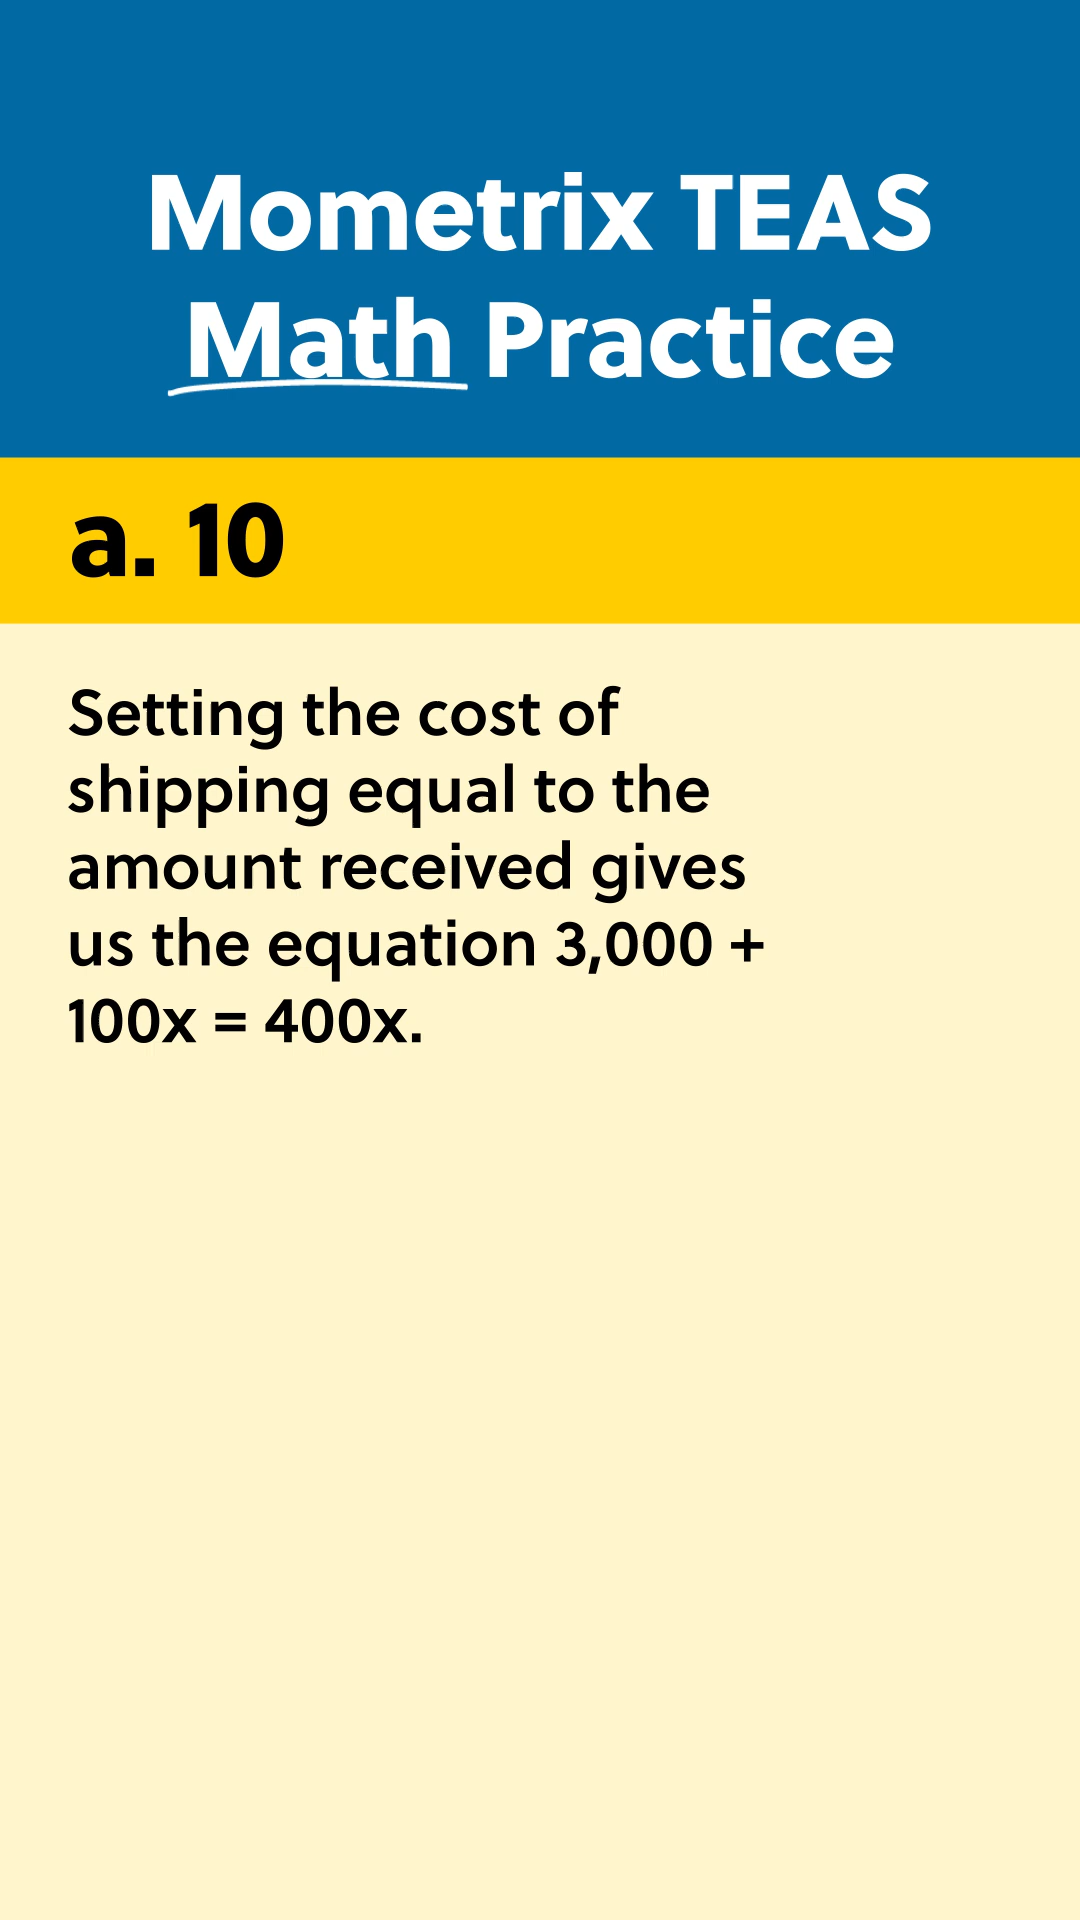 Mometrix TEAS
Math Practice
a. 10
Setting the cost of
shipping equal to the
amount received gives
us the equation 3,000 +
100x = 400x.